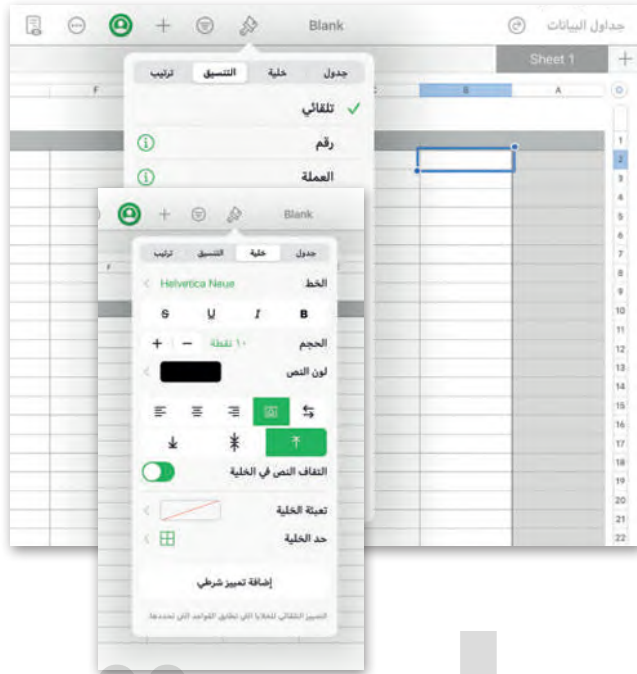 جداول البيانات
Blank
Sheet 1
A
B
F
جدول خلية التنسيق ترتيب
تلقائي
رقم
العملة
1
2
3
4
5
6
7
8
9
10
11
12
13
14
15
16
17
18
19
20
21
22
Blank
جدول خلية التنسيق ترتيب
F
الخط Helvetica Neue
B I U S
الحجم ١٠ نقطة
لون النص
التفاف النص في الخلية
تعبئة الخلية
حد الخلية
إضافة تمييز شرطي
التمييز التلقائي للخلايا التي تطابق القواعد التي تحددها.